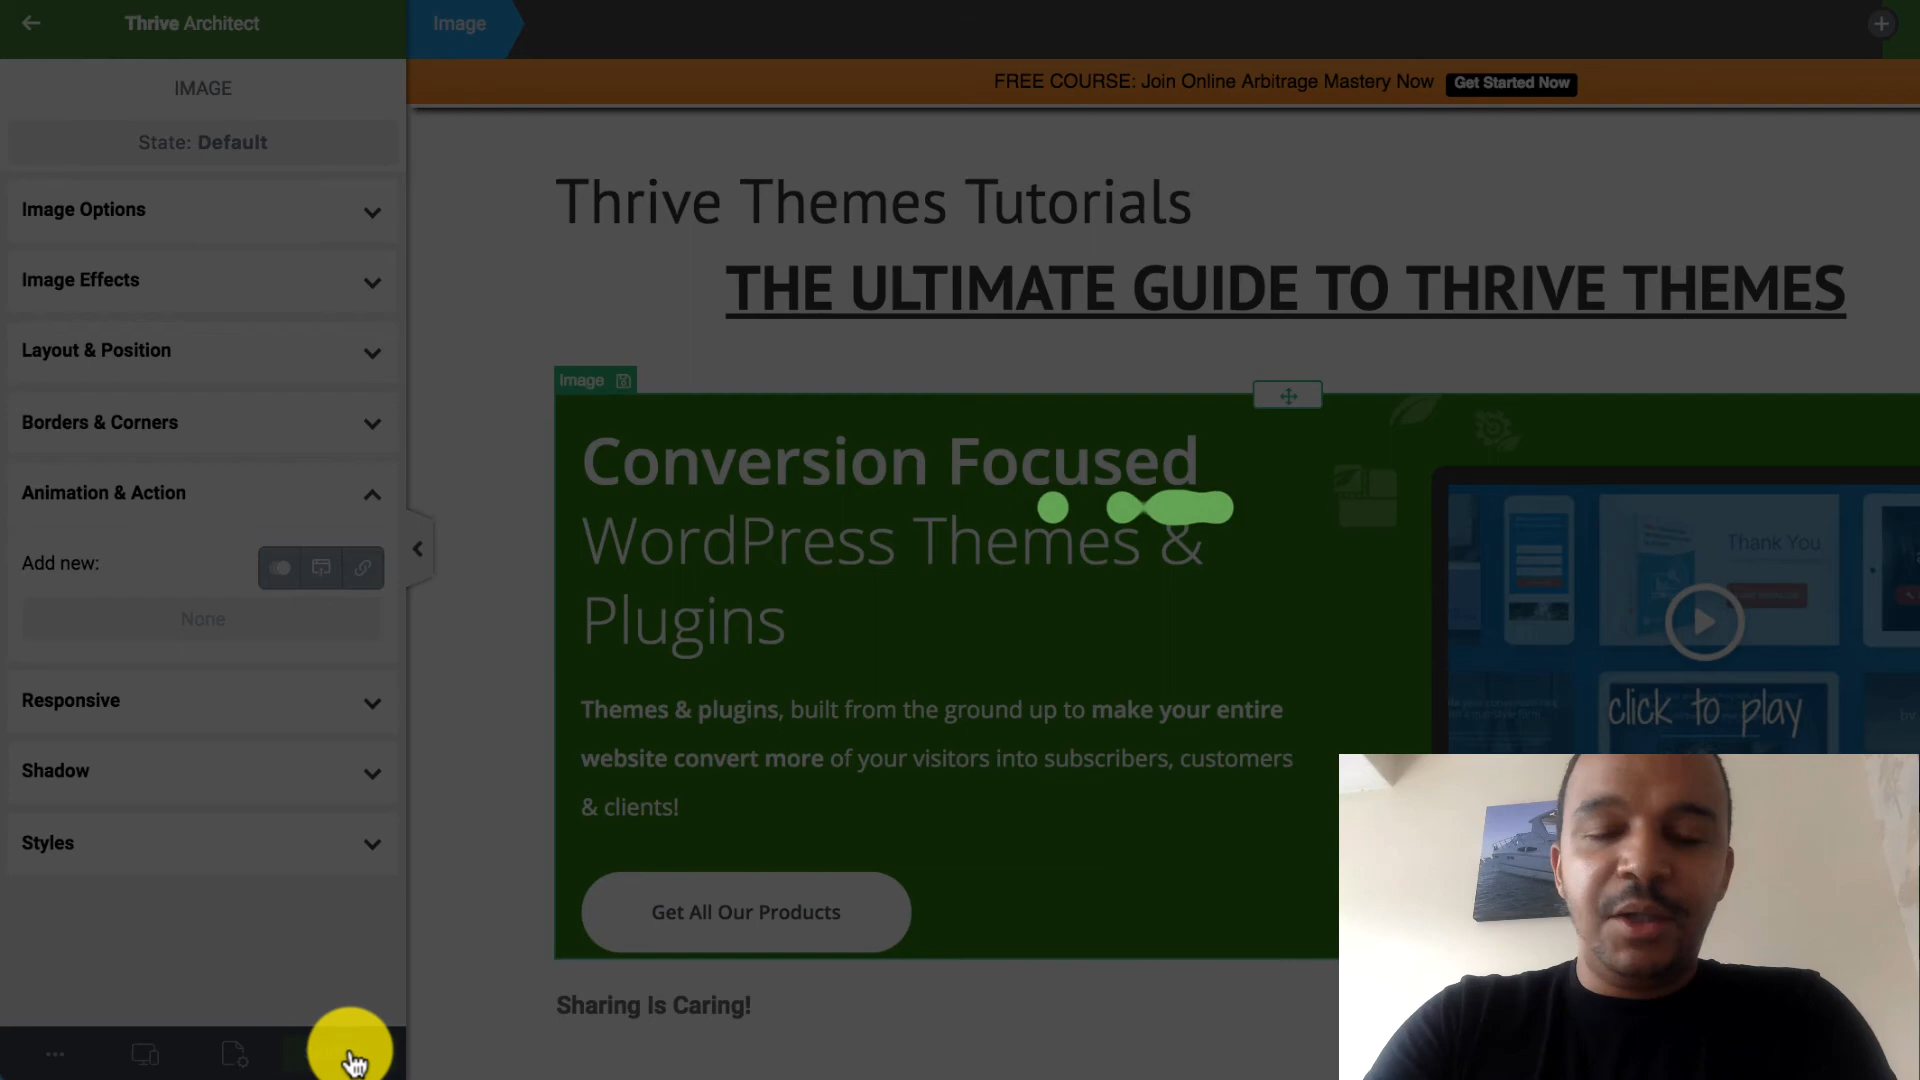 Thrive Architect
Image
FREE COURSE: Join Online Arbitrage Mastery Now
Get Started Now
IMAGE
State: Default
Image Options
Image Effects
Layout & Position
Borders & Corners
Animation & Action
Add new:
None
Responsive
Shadow
Styles
Thrive Themes Tutorials
THE ULTIMATE GUIDE TO THRIVE THEMES
Image
Conversion Focused
WordPress Themes &
Plugins
Themes & plugins, built from the ground up to make your entire
website convert more of your visitors into subscribers, customers
& clients!
Get All Our Products
Thank You
click to play
by
Sharing Is Caring!